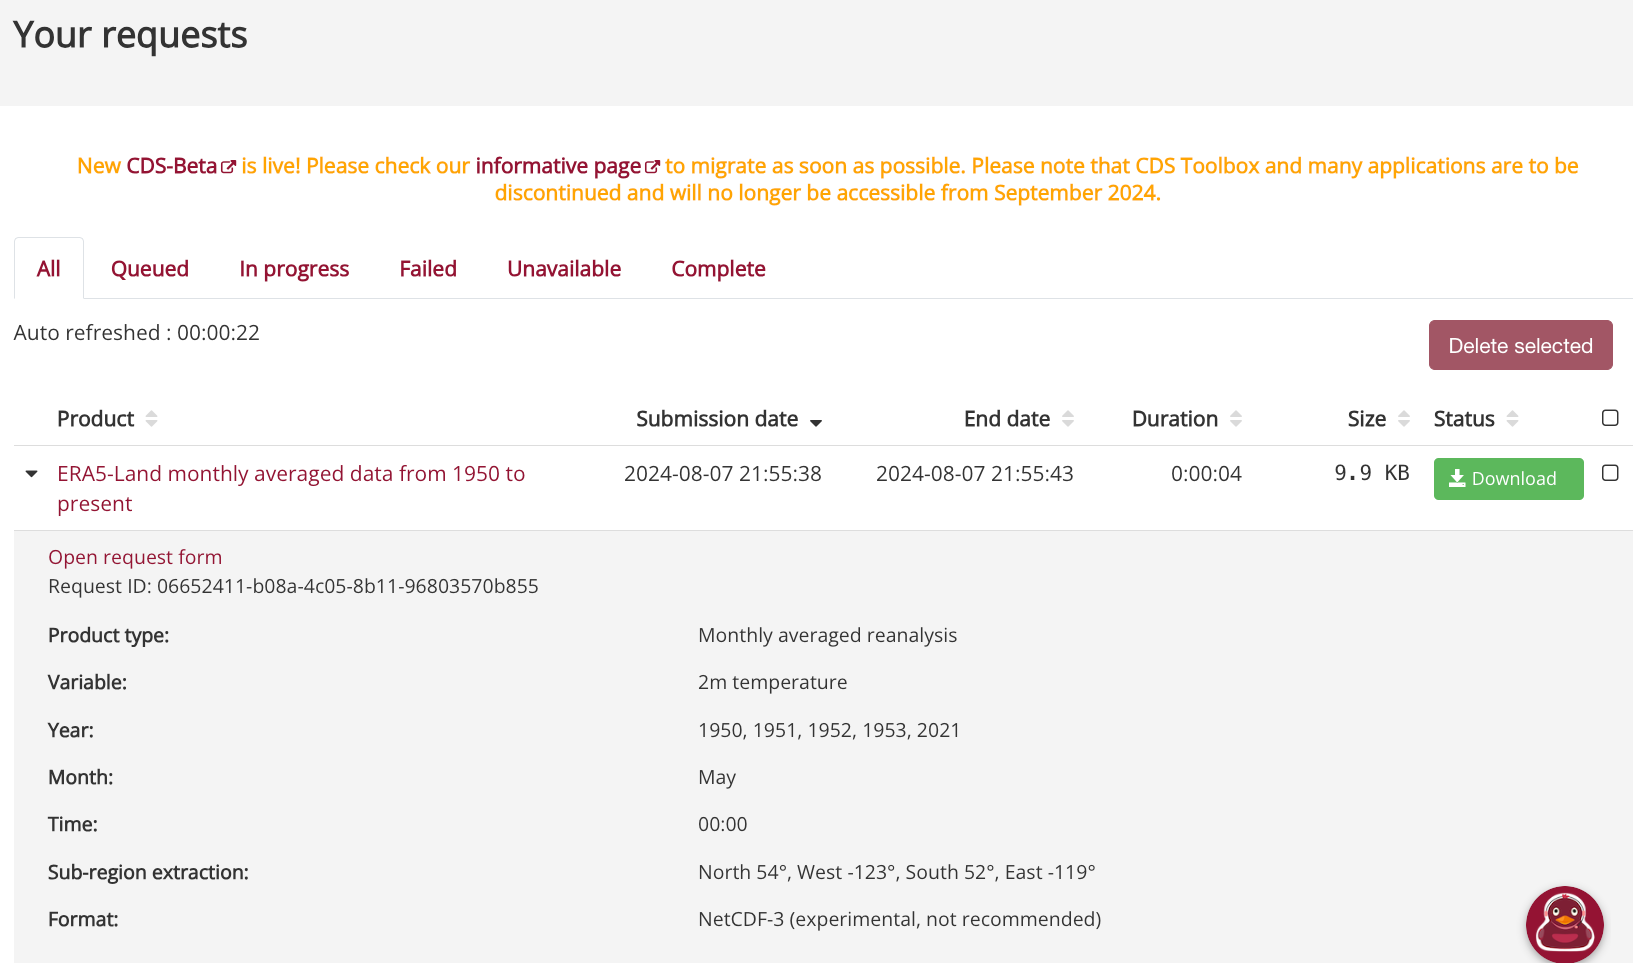 Your requests
New CDS-Beta is live! Please check our informative page to migrate as soon as possible. Please note that CDS Toolbox and many applications are to be
discontinued and will no longer be accessible from September 2024.
All Queued In progress Failed Unavailable Complete
Auto refreshed : 00:00:22
Delete selected
Product Submission date End date Duration Size Status
ERA5-Land monthly averaged data from 1950 to 2024-08-07 21:55:38 2024-08-07 21:55:43 0:00:04 9.9 KB Download
present
Open request form
Request ID: 06652411-b08a-4c05-8b11-96803570b855
Product type: Monthly averaged reanalysis
Variable: 2m temperature
Year: 1950, 1951, 1952, 1953, 2021
Month: May
Time: 00:00
Sub-region extraction: North 54°, West -123°, South 52°, East -119°
Format: NetCDF-3 (experimental, not recommended)